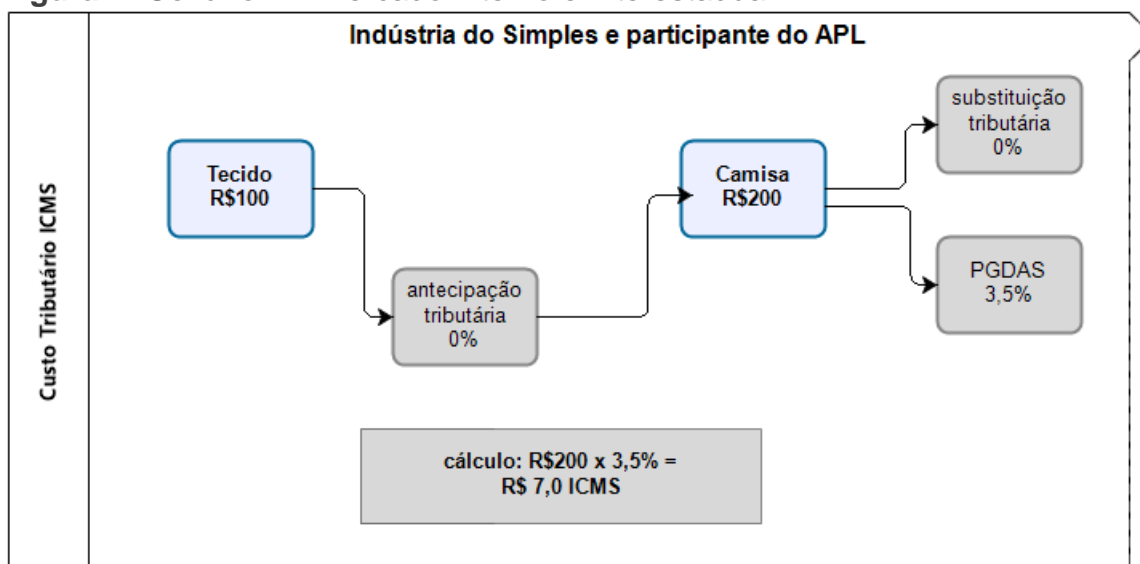 Indústria do Simples e participante do APL
Custo Tributário ICMS
Tecido
R$100
antecipação
tributária
0%
Camisa
R$200
substituição
tributária
0%
PGDAS
3,5%
cálculo: R$200 x 3,5% =
R$ 7,0 ICMS